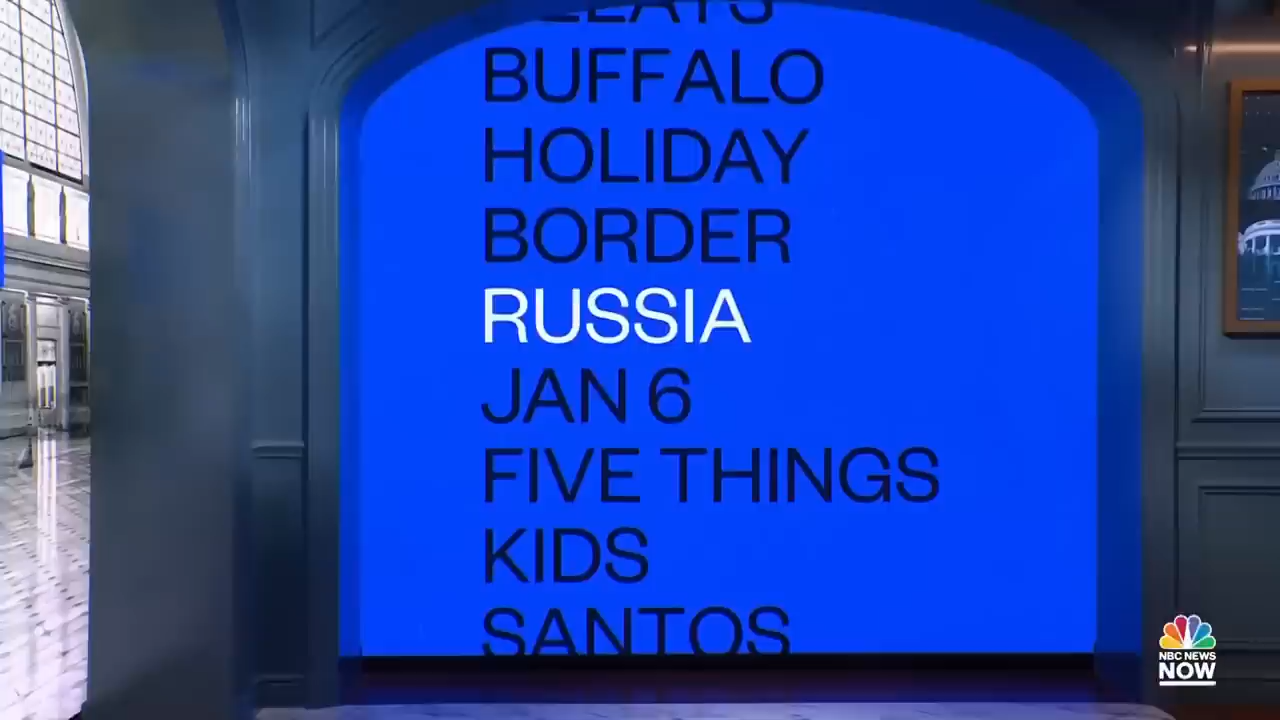 BUFFALO
HOLIDAY
BORDER
RUSSIA
JAN 6
FIVE THINGS
KIDS
SANTOS
NBC NEWS
NOW